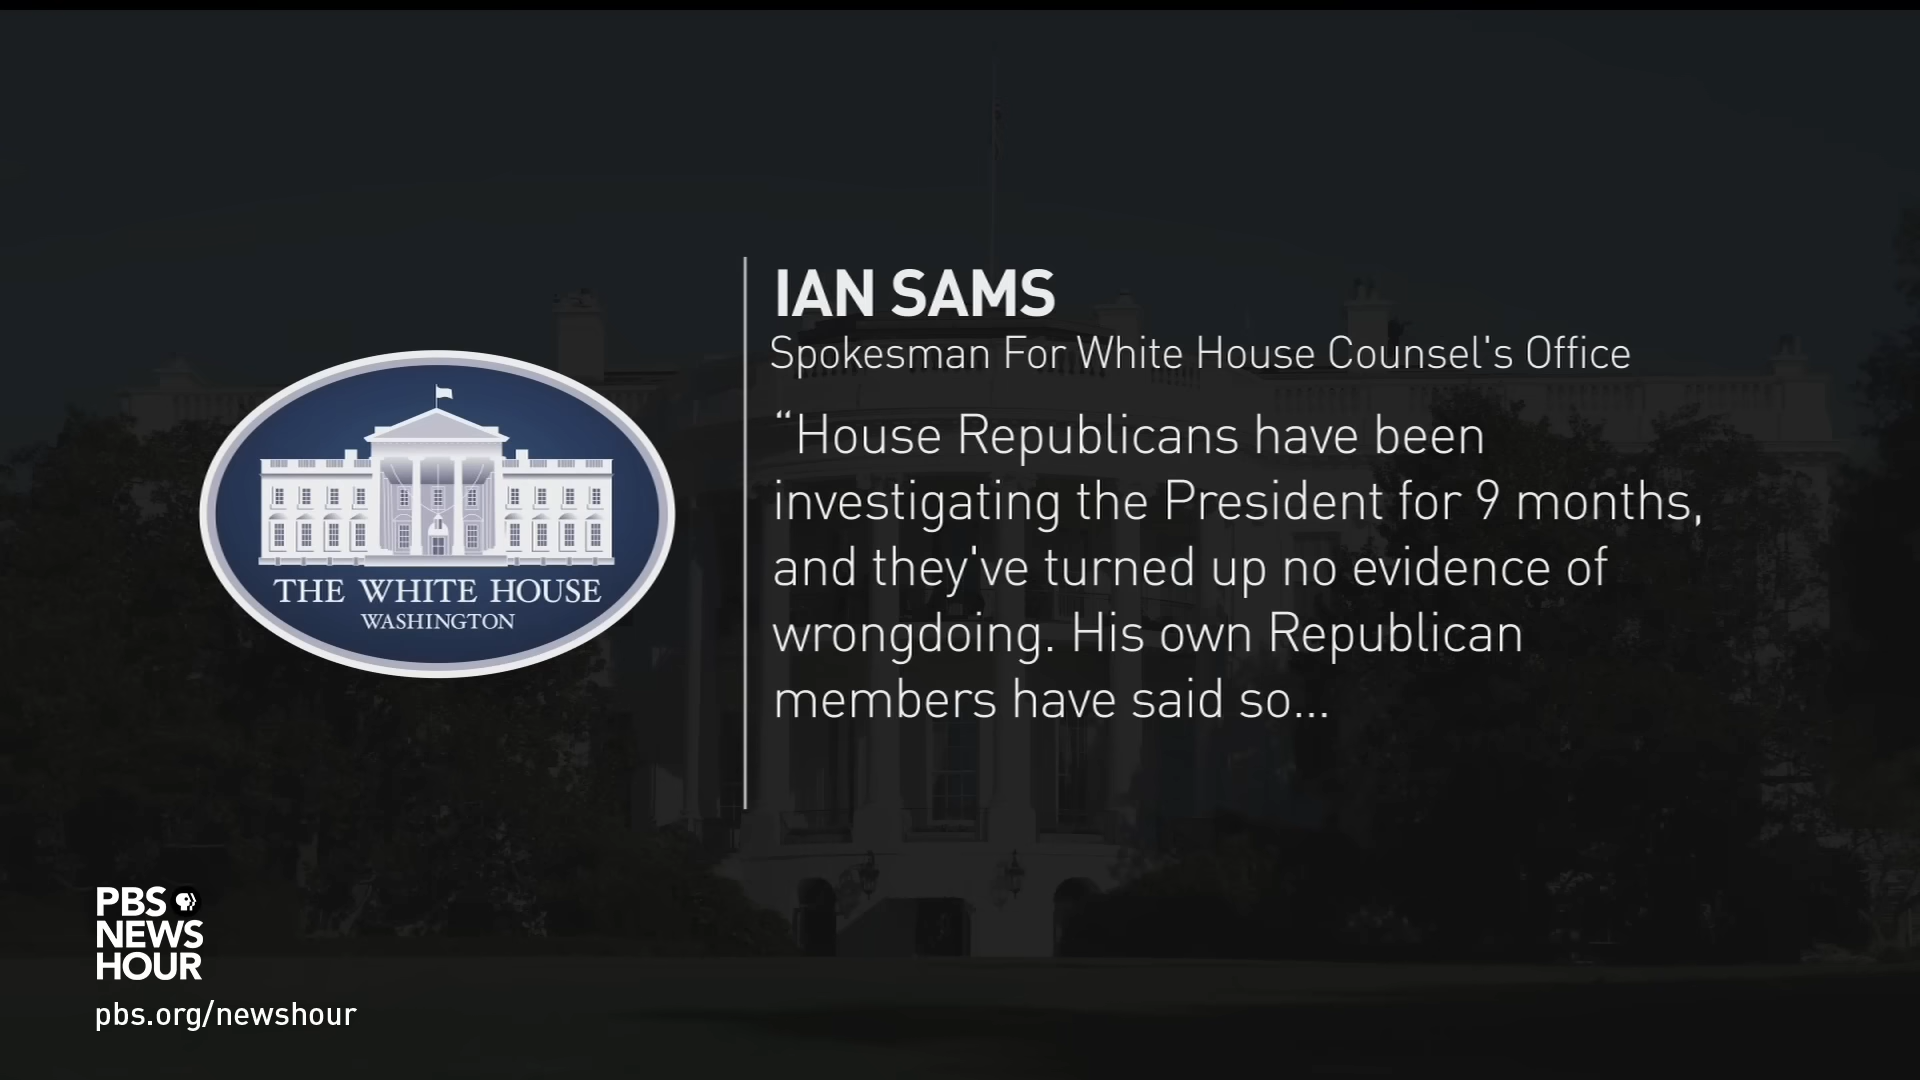 IAN SAMS
Spokesman For White House Counsel's Office
“House Republicans have been
investigating the President for 9 months,
and they've turned up no evidence of
wrongdoing. His own Republican
members have said so...
THE WHITE HOUSE
WASHINGTON
PBS
NEWS
HOUR
pbs.org/newshour